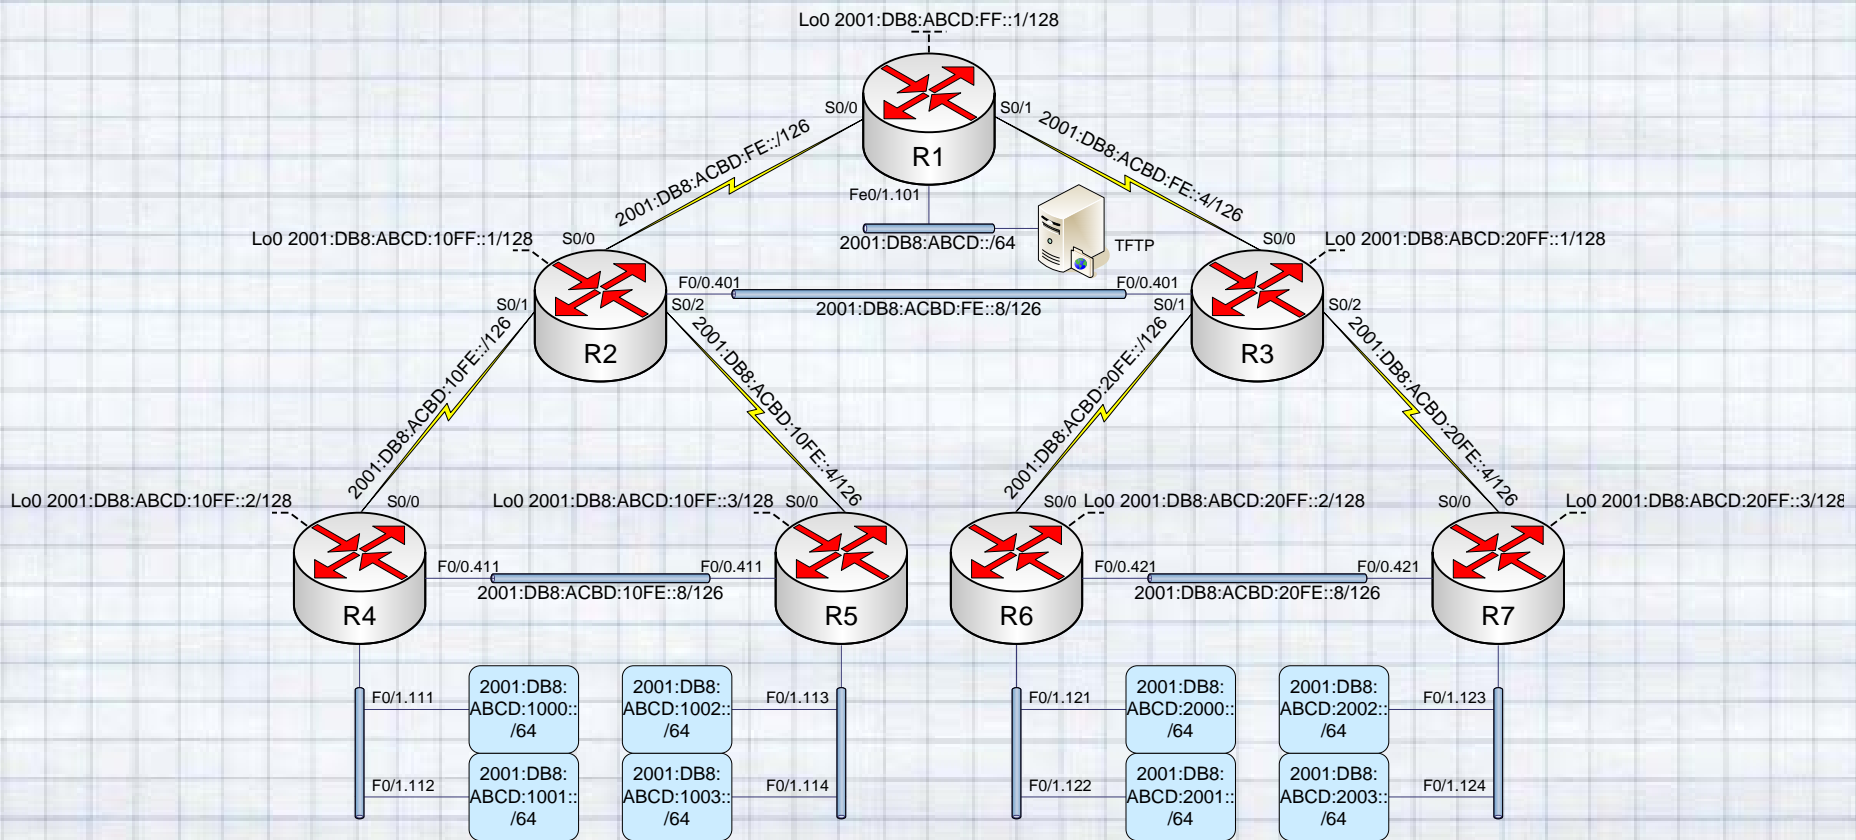 Lo0 2001:DB8:ABCD:FF::1/128
S0/0
S0/1
2001:DB8:ACBD:FE::/126
2001:DB8:ACBD:FE::4/126
R1
Fe0/1.101
2001:DB8:ABCD::/64
TFTP
Lo0 2001:DB8:ABCD:10FF::1/128
S0/0
S0/0
Lo0 2001:DB8:ABCD:20FF::1/128
F0/0.401
F0/0.401
S0/1
S0/2
2001:DB8:ACBD:FE::8/126
S0/1
S0/2
R2
R3
2001:DB8:ACBD:10FE::/126
2001:DB8:ACBD:10FE::4/126
2001:DB8:ACBD:20FE::/126
2001:DB8:ACBD:20FE::4/126
Lo0 2001:DB8:ABCD:10FF::2/128
S0/0
Lo0 2001:DB8:ABCD:10FF::3/128
S0/0
S0/0
Lo0 2001:DB8:ABCD:20FF::2/128
S0/0
Lo0 2001:DB8:ABCD:20FF::3/128
F0/0.411
F0/0.411
2001:DB8:ACBD:10FE::8/126
F0/0.421
F0/0.421
2001:DB8:ACBD:20FE::8/126
R4
R5
R6
R7
F0/1.111
2001:DB8:
ABCD:1000::
/64
2001:DB8:
ABCD:1002::
/64
F0/1.113
F0/1.121
2001:DB8:
ABCD:2000::
/64
2001:DB8:
ABCD:2002::
/64
F0/1.123
F0/1.112
2001:DB8:
ABCD:1001::
/64
2001:DB8:
ABCD:1003::
/64
F0/1.114
F0/1.122
2001:DB8:
ABCD:2001::
/64
2001:DB8:
ABCD:2003::
/64
F0/1.124